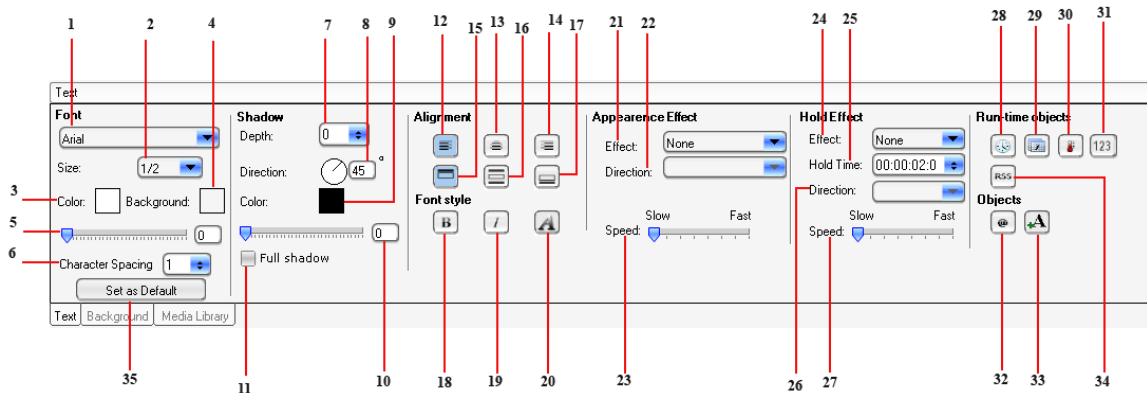 1 2 4 7 8 9 12 13 14 21 22 24 25 28 29 30 31
15 16 17
Text
Font Shadow Alignment Appearence Effect Hold Effect Run-time objects
Arial Depth: 0 Effect: None Effect: None 123
Size: 1/2 Direction: 45 o Direction: Hold Time: 00:00:02:0 RSS
3 Color: Background: Color: Font style 26 Direction: Objects
5 0 0 B i A Slow Fast Slow Fast @ +A
Speed: Speed:
6 Character Spacing 1 Full shadow
Set as Default
Text Background Media Library
35 11 10 18 19 20 23 27 32 33 34